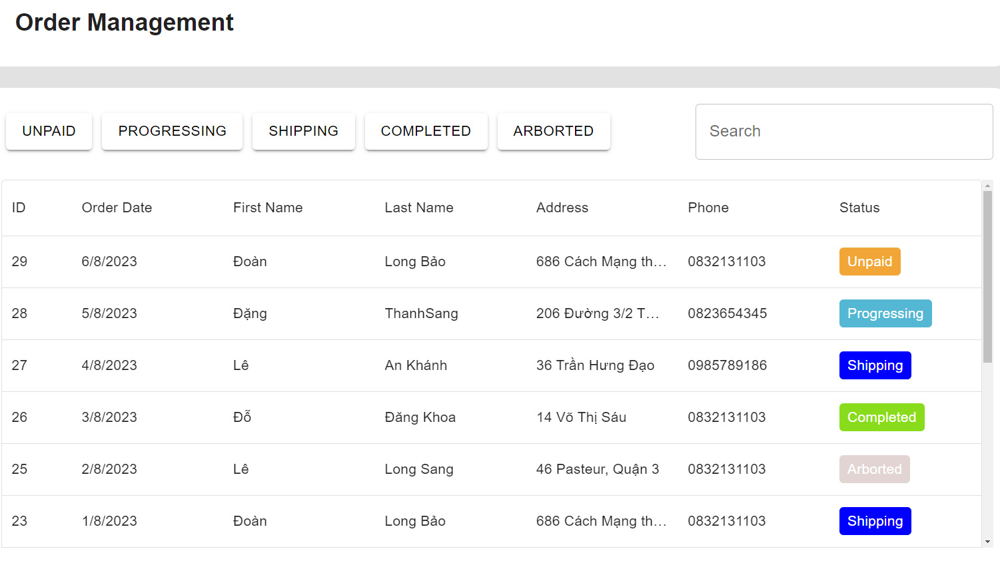 Order Management
UNPAID PROGRESSING SHIPPING COMPLETED ARBORTED Search
ID Order Date First Name Last Name Address Phone Status
29 6/8/2023 Đoàn Long Bảo 686 Cách Mạng th... 0832131103 Unpaid
28 5/8/2023 Đặng ThanhSang 206 Đường 3/2 T... 0823654345 Progressing
27 4/8/2023 Lê An Khánh 36 Trần Hưng Đạo 0985789186 Shipping
26 3/8/2023 Đỗ Đăng Khoa 14 Võ Thị Sáu 0832131103 Completed
25 2/8/2023 Lê Long Sang 46 Pasteur, Quận 3 0832131103 Arborted
23 1/8/2023 Đoàn Long Bảo 686 Cách Mạng th... 0832131103 Shipping